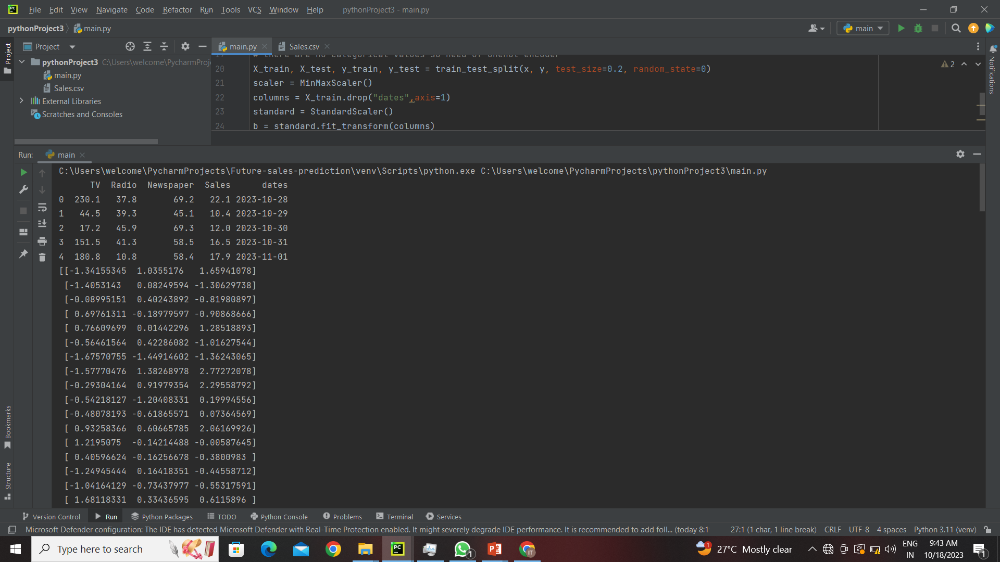 File Edit View Navigate Code Refactor Run Tools VCS Window Help pythonProject3 - main.py
pythonProject3 main.py
main
Project
Project
main.py
Sales.csv
Notifications
pythonProject3 C:\Users\welcome\PycharmProje
main.py
Sales.csv
External Libraries
Scratches and Consoles
# there are no categorical values so need of onehot encoder
20 X_train, X_test, y_train, y_test = train_test_split(x, y, test_size=0.2, random_state=0)
21 scaler = MinMaxScaler()
22 columns = X_train.drop("dates",axis=1)
23 standard = StandardScaler()
24 b = standard.fit_transform(columns)
2
Run: main
C:\Users\welcome\PycharmProjects\Future-sales-prediction\venv\Scripts\python.exe C:\Users\welcome\PycharmProjects\pythonProject3\main.py
TV Radio Newspaper Sales dates
0 230.1 37.8 69.2 22.1 2023-10-28
1 44.5 39.3 45.1 10.4 2023-10-29
2 17.2 45.9 69.3 12.0 2023-10-30
3 151.5 41.3 58.5 16.5 2023-10-31
4 180.8 10.8 58.4 17.9 2023-11-01
[[-1.34155345 1.0355176 1.65941078]
[-1.4053143 0.08249594 -1.30629738]
[-0.08995151 0.40243892 -0.81980897]
[ 0.69761311 -0.18979597 -0.90868666]
[ 0.76609699 0.01442296 1.28518893]
[-0.56461564 0.42286082 -1.01627544]
[-1.67570755 -1.44914602 -1.36243065]
[-1.57770476 1.38268978 2.77272078]
[-0.29304164 0.91979354 2.29558792]
[-0.54218127 -1.20408331 0.19994556]
[-0.48078193 -0.61865571 0.07364569]
[ 0.93258366 0.60665785 2.06169926]
[ 1.2195075 -0.14214488 -0.00587645]
[ 0.40596624 -0.16256678 -0.3800983 ]
[-1.24945444 0.16418351 -0.44558712]
[-1.04164129 -0.73437977 -0.55317591]
[ 1.68118331 0.33436595 0.6115896 ]
Bookmarks
Structure
Version Control Run Python Packages TODO Python Console Problems Terminal Services
Microsoft Defender configuration: The IDE has detected Microsoft Defender with Real-Time Protection enabled. It might severely degrade IDE performance. It is recommended to add foll... (today 8:1 27:1 (1 char, 1 line break) CRLF UTF-8 4 spaces Python 3.11 (venv)
Type here to search
27°C Mostly clear
ENG
IN
9:43 AM
10/18/2023